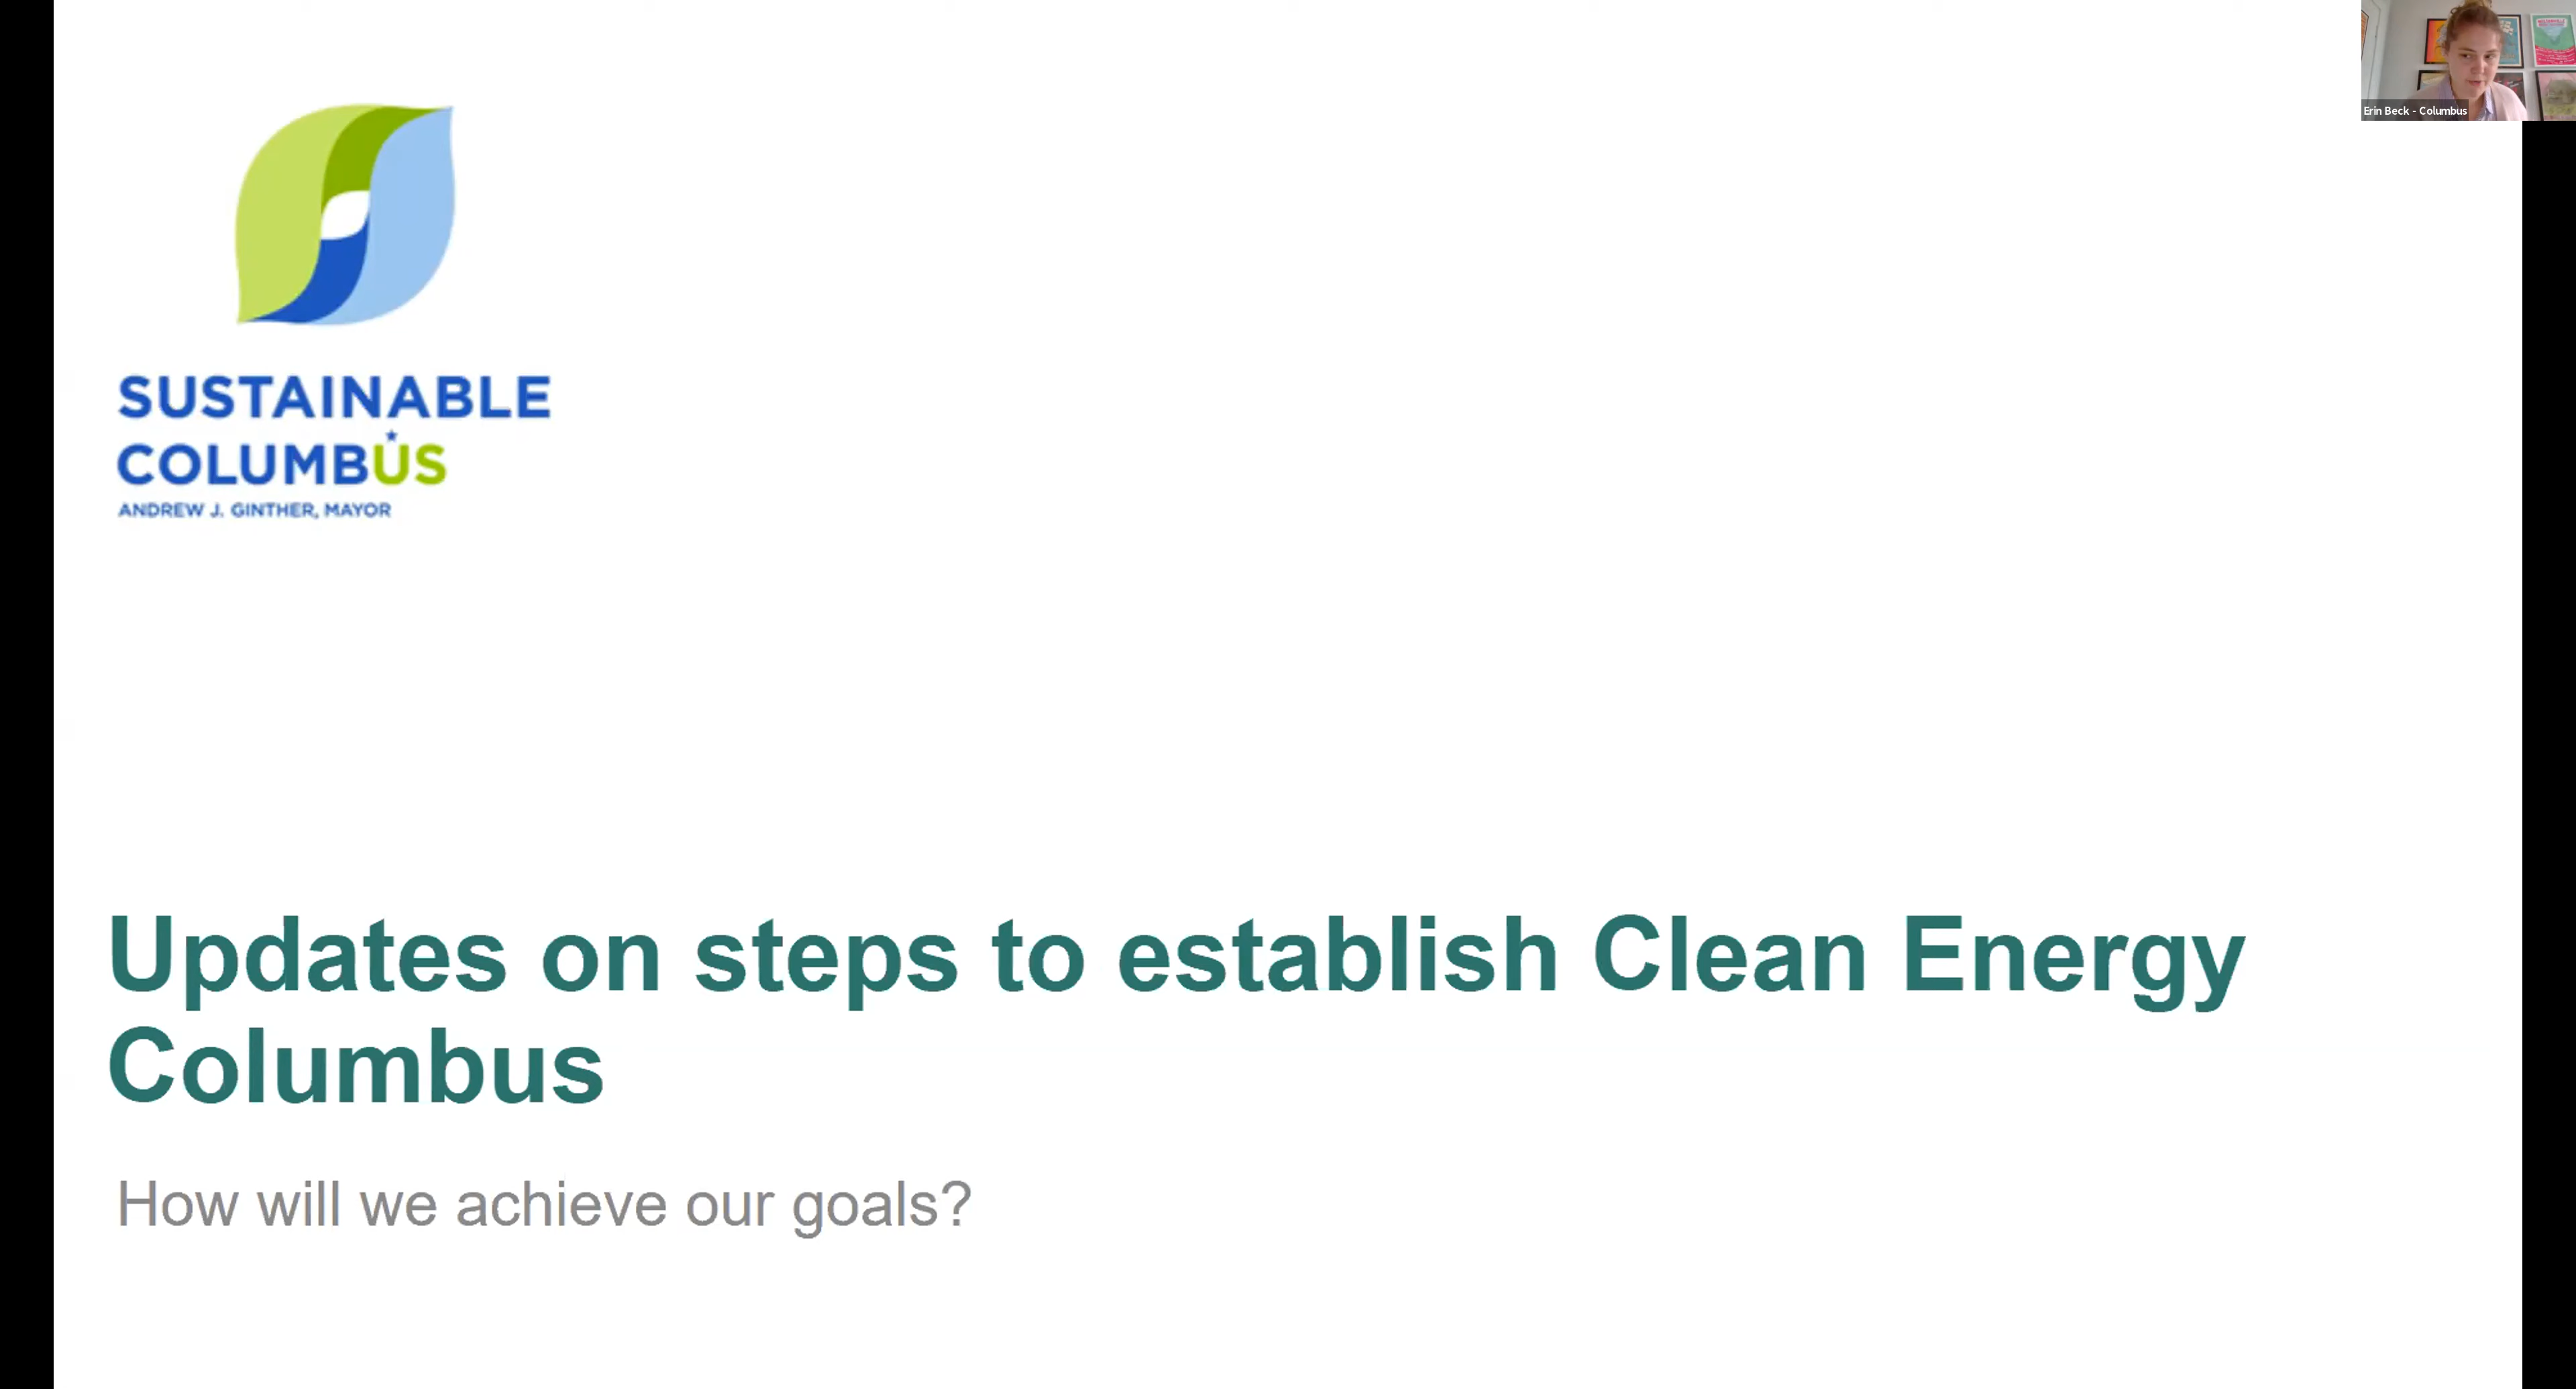 SUSTAINABLE
COLUMBUS
ANDREW J. GINTHER, MAYOR
Erin Beck - Columbus
Updates on steps to establish Clean Energy
Columbus
How will we achieve our goals?